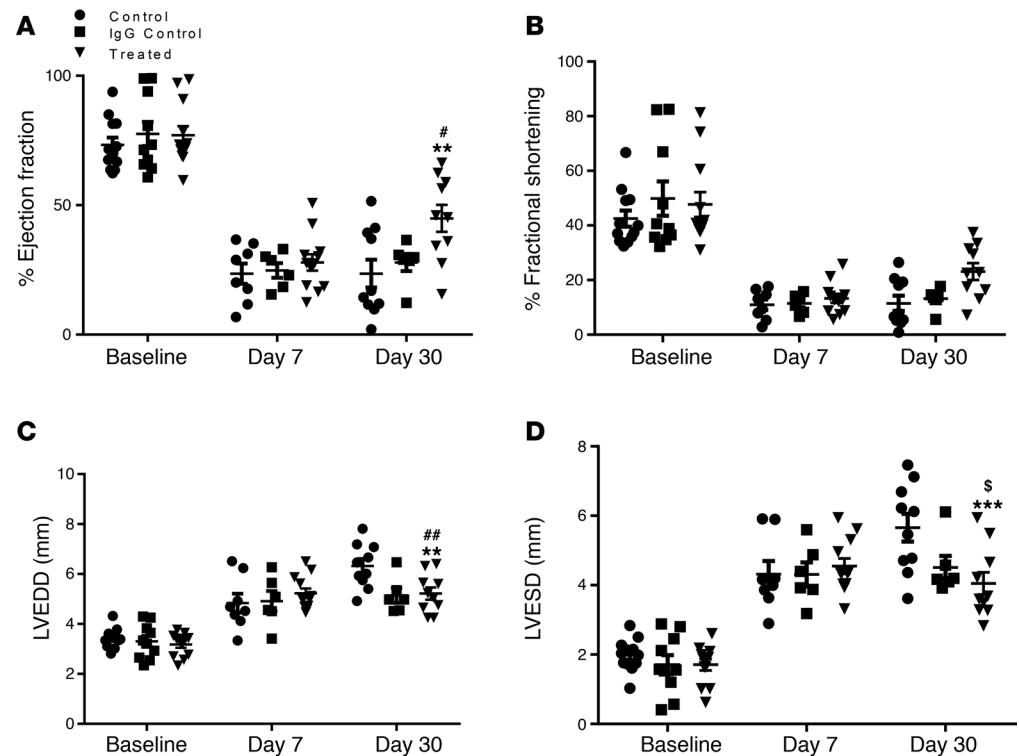 A
Control
IgG Control
Treated
% Ejection fraction
100
50
0
#
**
Baseline
Day 7
Day 30
B
% Fractional shortening
100
80
60
40
20
0
Baseline
Day 7
Day 30
C
LVEDD (mm)
10
8
6
4
2
0
##
**
Baseline
Day 7
Day 30
D
LVESD (mm)
8
6
4
2
0
$
***
Baseline
Day 7
Day 30